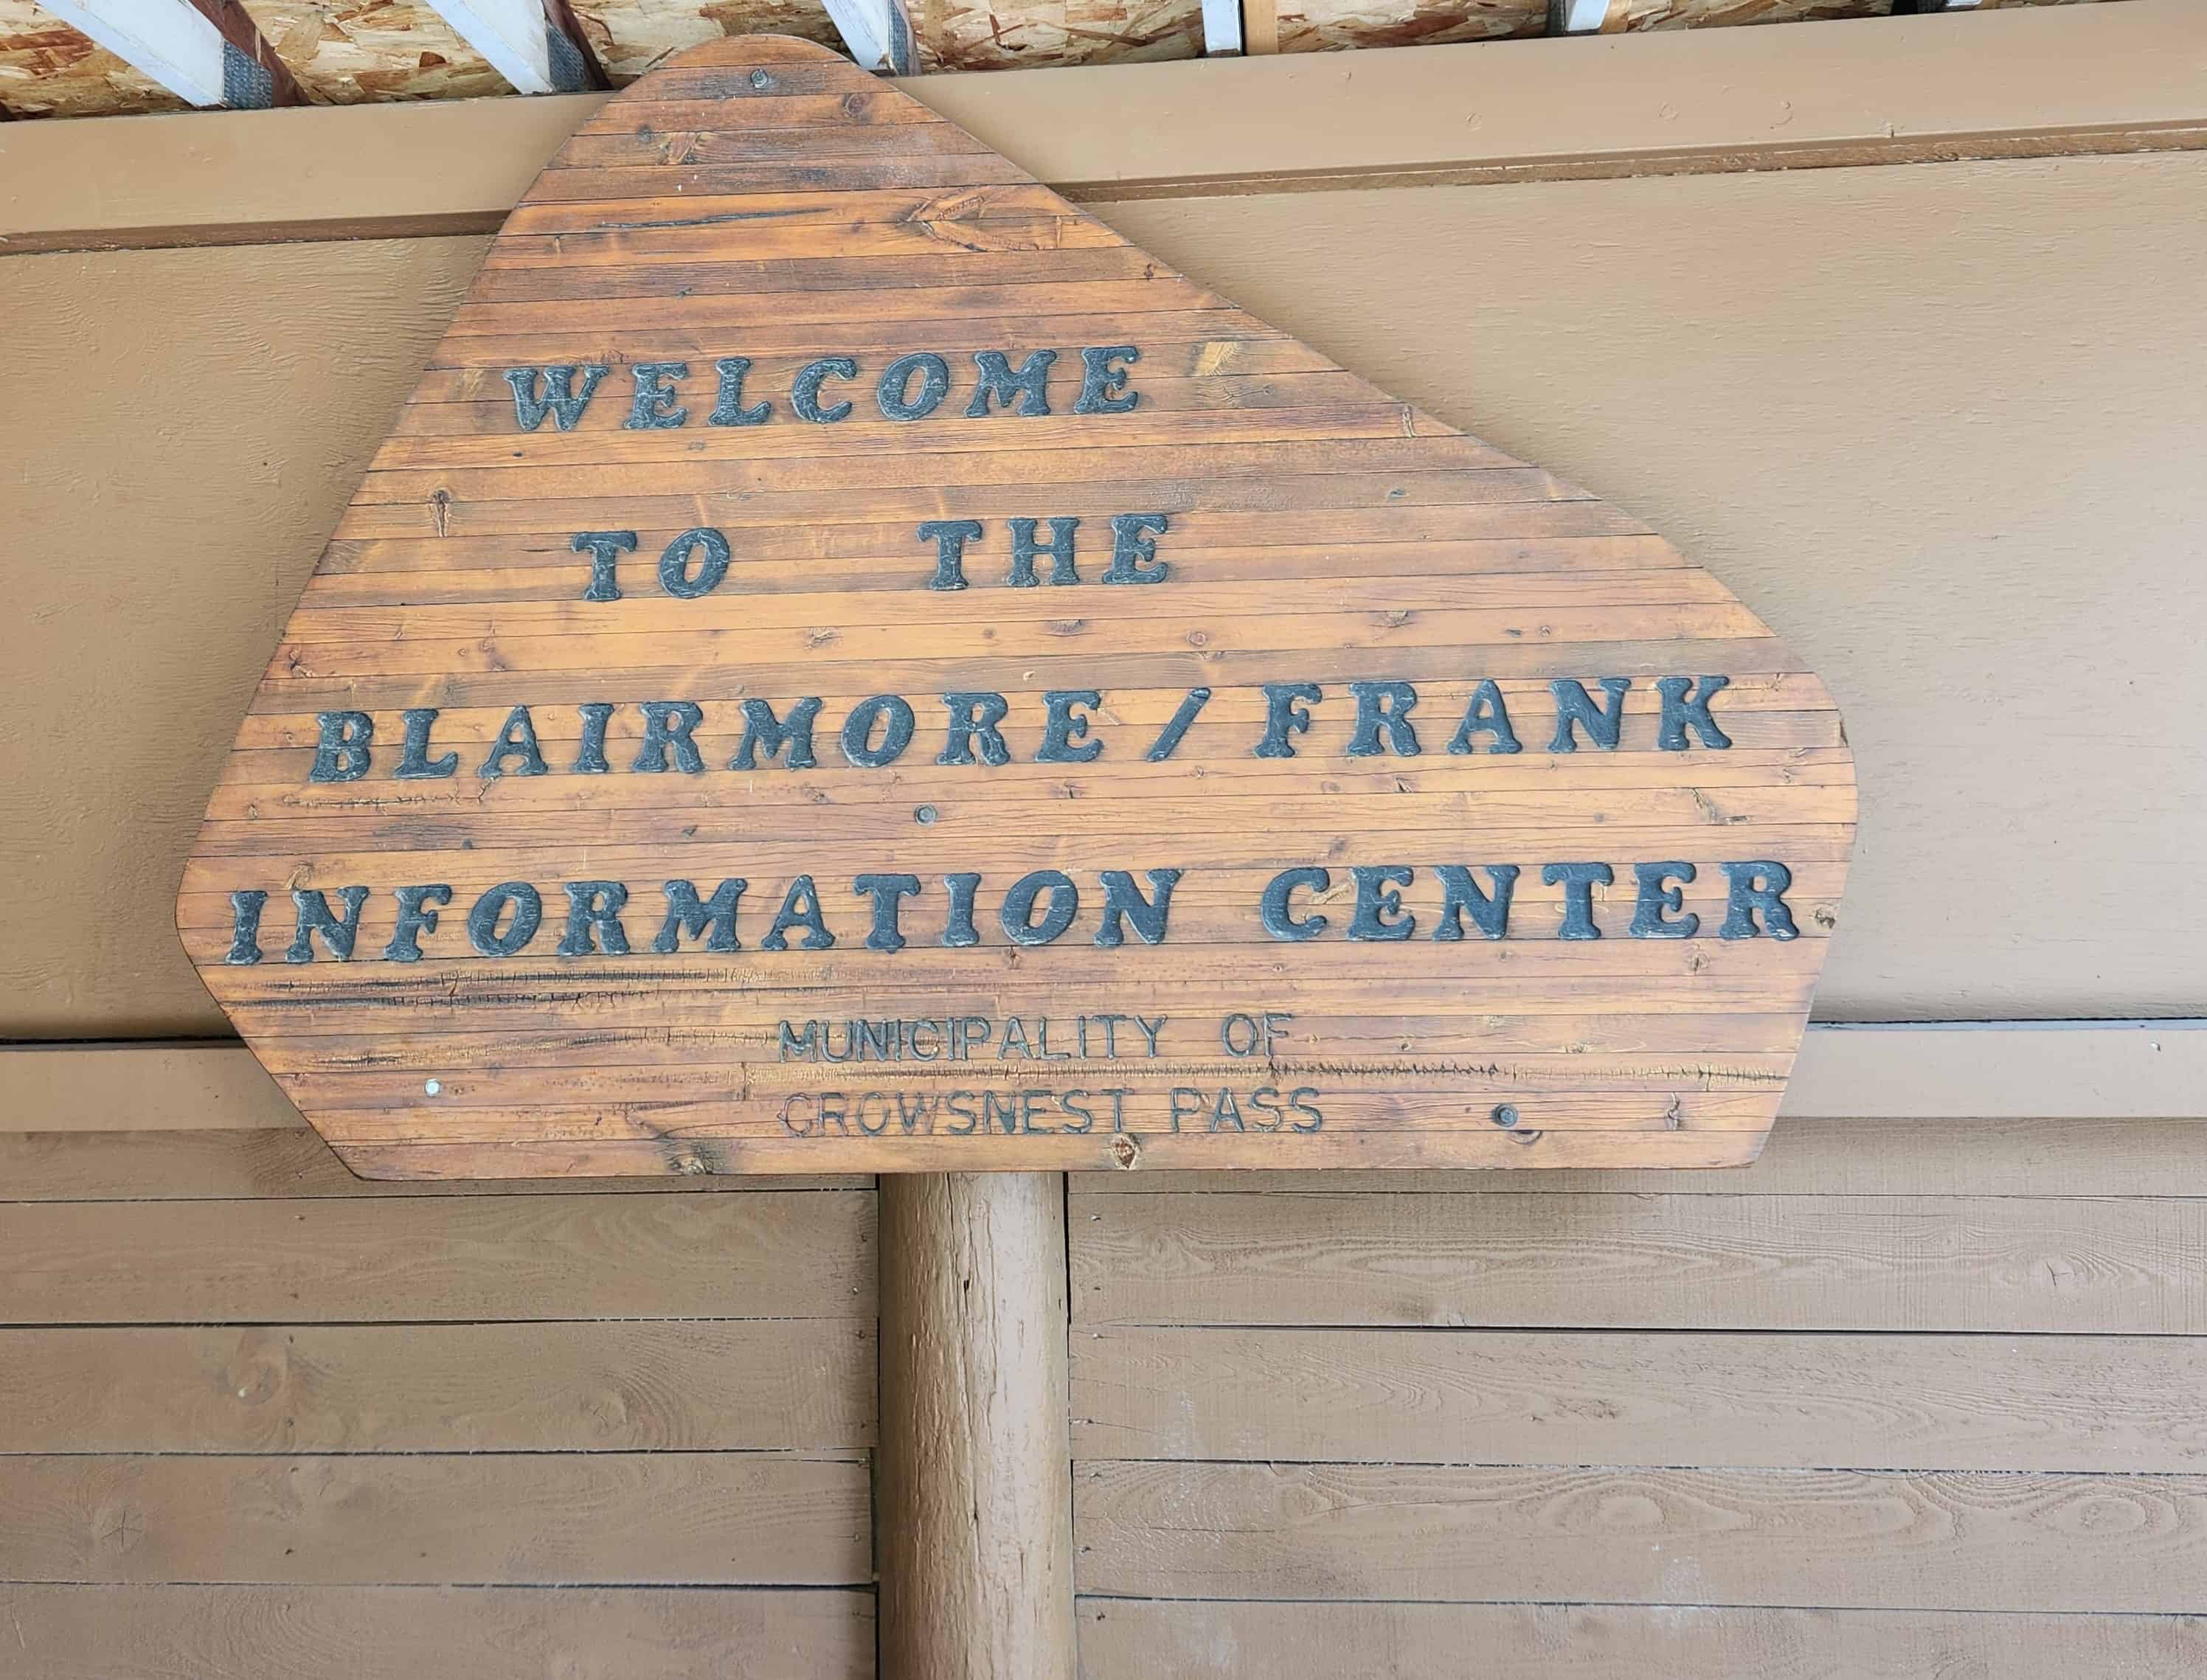 WELCOME
TO THE
BLAIRMORE/FRANK
INFORMATION CENTER
MUNICIPALITY OF
CROWSNEST PASS